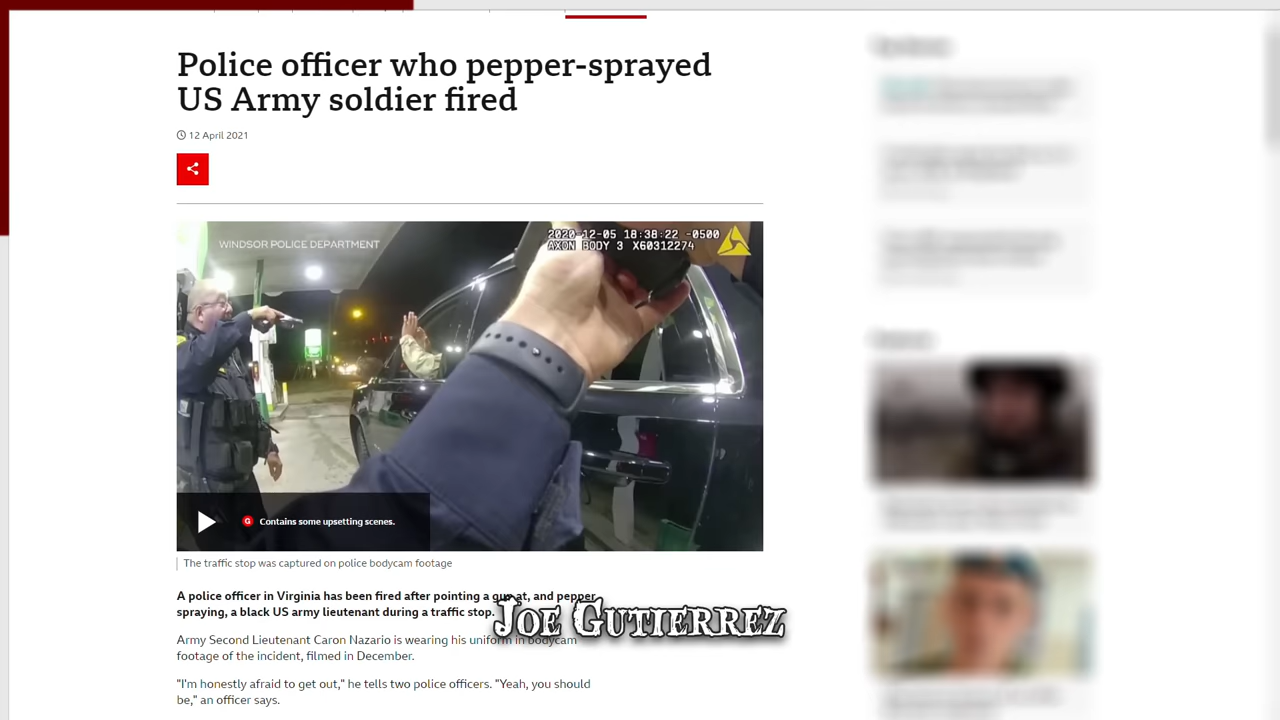 Police officer who pepper-sprayed
US Army soldier fired
12 April 2021
WINDSOR POLICE DEPARTMENT
2020-12-05 18:38:22 -0500
AXON BODY 3 X60312274
G Contains some upsetting scenes.
The traffic stop was captured on police bodycam footage
A police officer in Virginia has been fired after pointing a gun at, and pepper
spraying, a black US army lieutenant during a traffic stop.
JOE GUTIERREZ
Army Second Lieutenant Caron Nazario is wearing his uniform in bodycam
footage of the incident, filmed in December.
"I'm honestly afraid to get out," he tells two police officers. "Yeah, you should
be," an officer says.